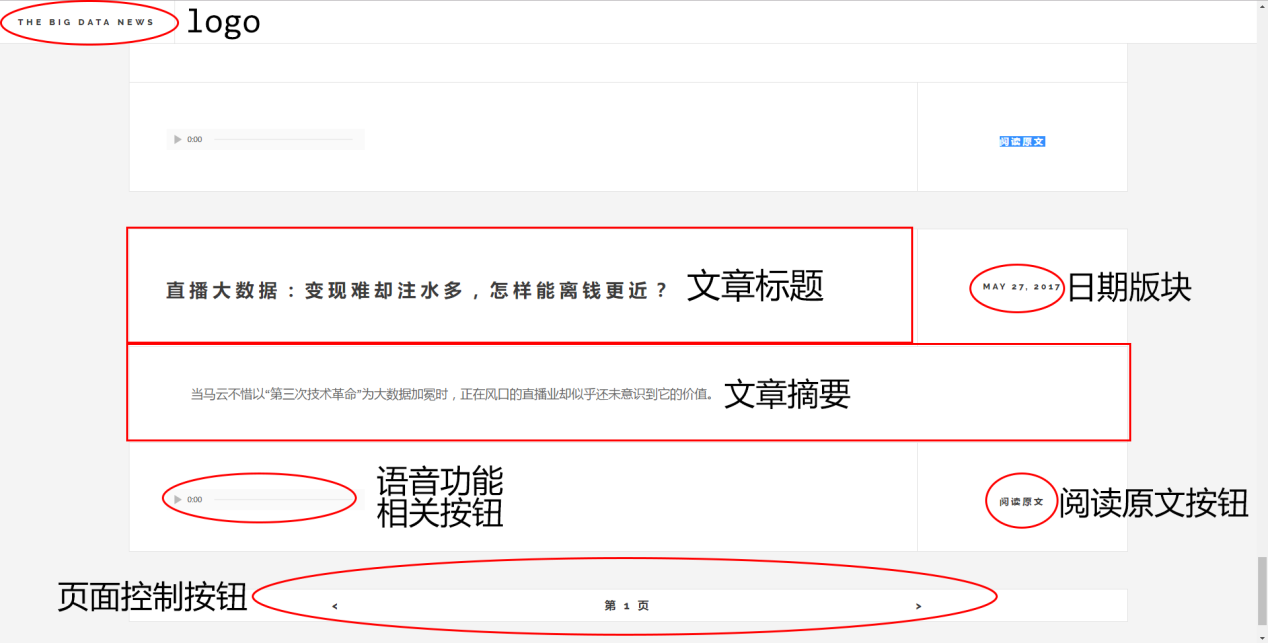 THE BIG DATA NEWS
logo
0:00
阅读原文
直播大数据：变现难却注水多，怎样能离钱更近？
文章标题
MAY 27, 2017
日期版块
当马云不惜以“第三次技术革命”为大数据加冕时，正在风口的直播业却似乎还未意识到它的价值。
文章摘要
0:00
语音功能
相关按钮
阅读原文
阅读原文按钮
页面控制按钮
<
第 1 页
>